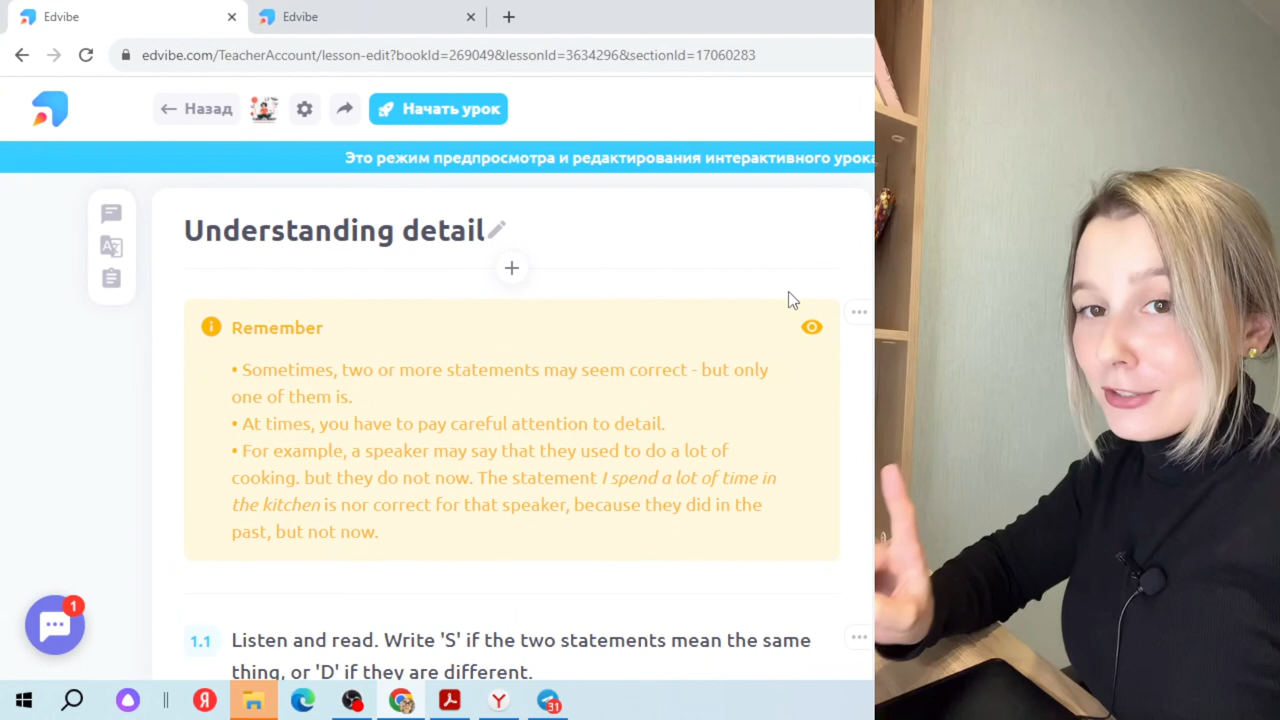 Edvibe
Edvibe
edvibe.com/TeacherAccount/lesson-edit?bookId=269049&lessonId=3634296&sectionId=17060283
Назад
Начать урок
Это режим предпросмотра и редактирования интерактивного урока
Understanding detail
Remember
• Sometimes, two or more statements may seem correct - but only
one of them is.
• At times, you have to pay careful attention to detail.
• For example, a speaker may say that they used to do a lot of
cooking. but they do not now. The statement I spend a lot of time in
the kitchen is nor correct for that speaker, because they did in the
past, but not now.
1.1
Listen and read. Write 'S' if the two statements mean the same
thing, or 'D' if they are different.
1
31